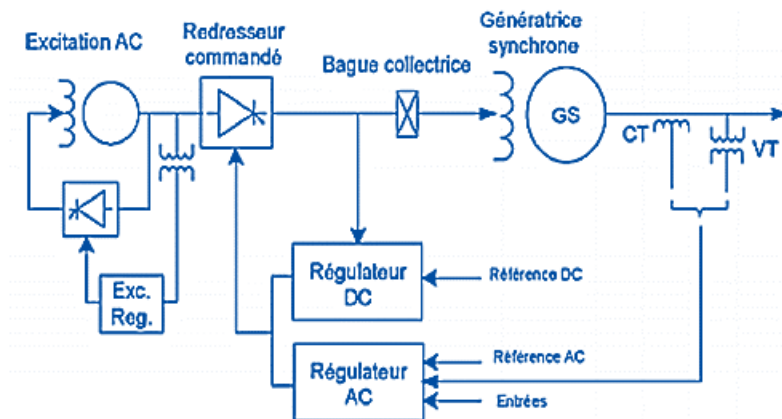 Génératrice
synchrone
Redresseur
commandé
Excitation AC
Bague collectrice
GS
CT
VT
Régulateur
DC
Référence DC
Exc.
Reg.
Régulateur
AC
Référence AC
Entrées